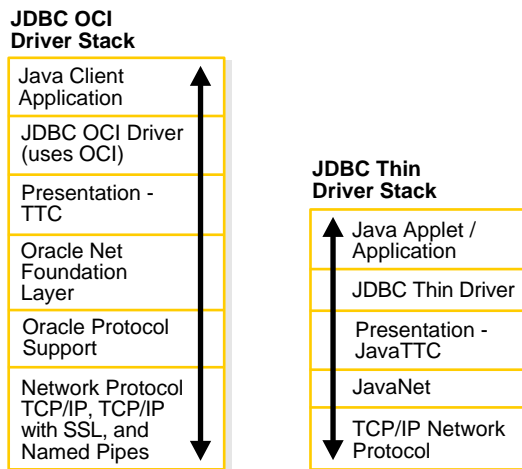 JDBC OCI
Driver Stack
Java Client
Application
JDBC OCI Driver
(uses OCI)
Presentation -
TTC
Oracle Net
Foundation
Layer
Oracle Protocol
Support
Network Protocol
TCP/IP, TCP/IP
with SSL, and
Named Pipes
JDBC Thin
Driver Stack
Java Applet /
Application
JDBC Thin Driver
Presentation -
JavaTTC
JavaNet
TCP/IP Network
Protocol